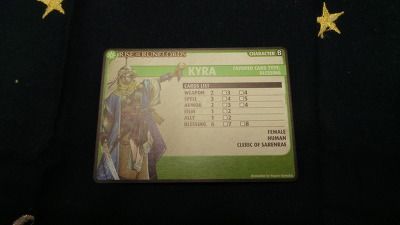 RISE OF THE RUNELORDS
CHARACTER B
KYRA
FAVORED CARD TYPE:
BLESSING
CARDS LIST
WEAPON 2 □3 □4
SPELL 3 □4 □5
ARMOR 2 □3 □4
ITEM 1 □2
ALLY 1 □2
BLESSING 6 □7 □8
FEMALE
HUMAN
CLERIC OF SARENRAE